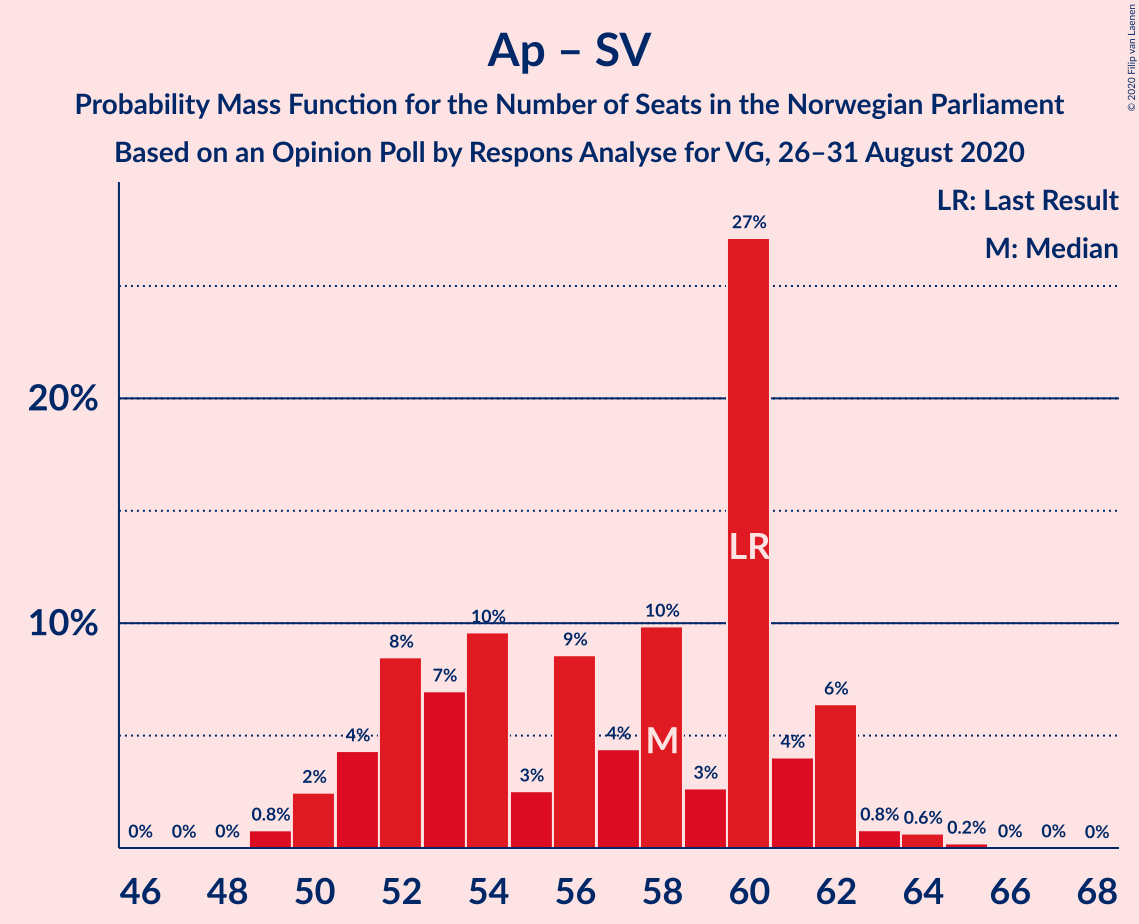 Ap – SV
Probability Mass Function for the Number of Seats in the Norwegian Parliament
Based on an Opinion Poll by Respons Analyse for VG, 26–31 August 2020
© 2020 Filip van Laenen
LR: Last Result
M: Median
20%
10%
0%
0%
0%
0.8%
2%
4%
8%
7%
10%
3%
9%
4%
10%
3%
27%
4%
6%
0.8%
0.6%
0.2%
0%
0%
0%
LR
M
46 48 50 52 54 56 58 60 62 64 66 68